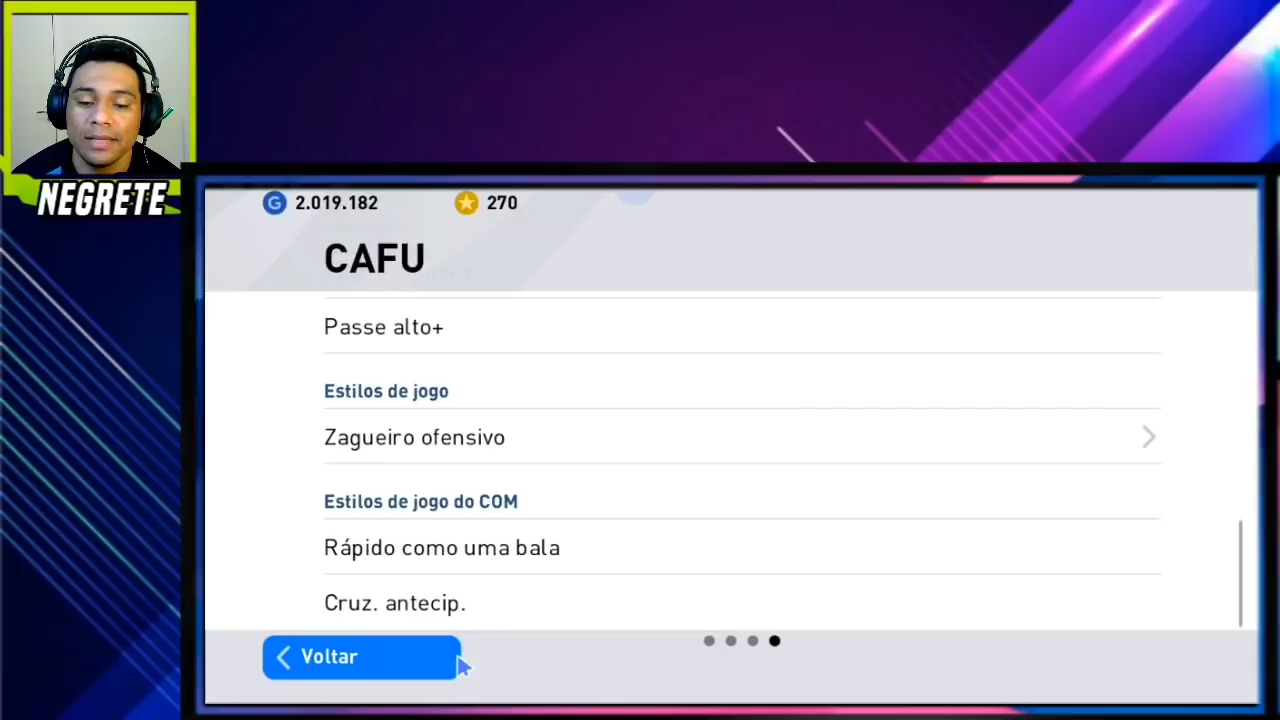 NEGRETE
G 2.019.182 270
CAFU
Passe alto+
Estilos de jogo
Zagueiro ofensivo
Estilos de jogo do COM
Rápido como uma bala
Cruz. antecip.
Voltar